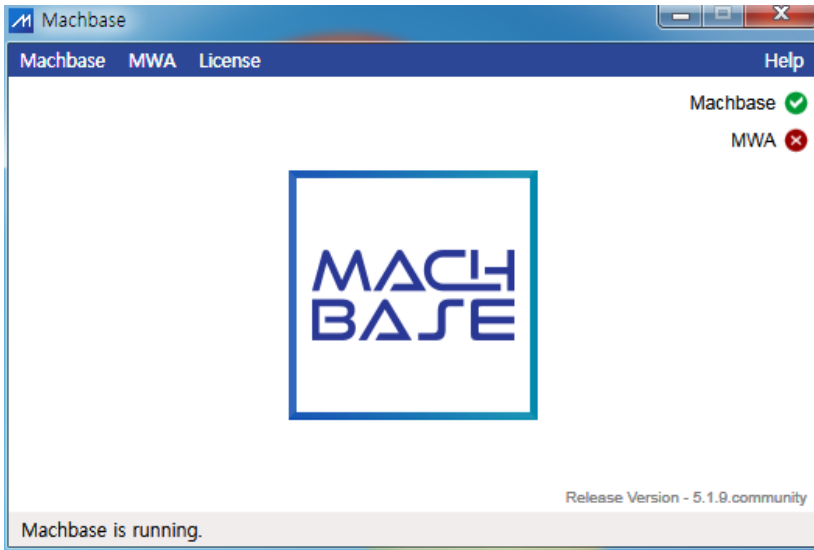 Machbase
Machbase MWA License Help
Machbase
MWA
MACH
BASE
Release Version - 5.1.9.community
Machbase is running.